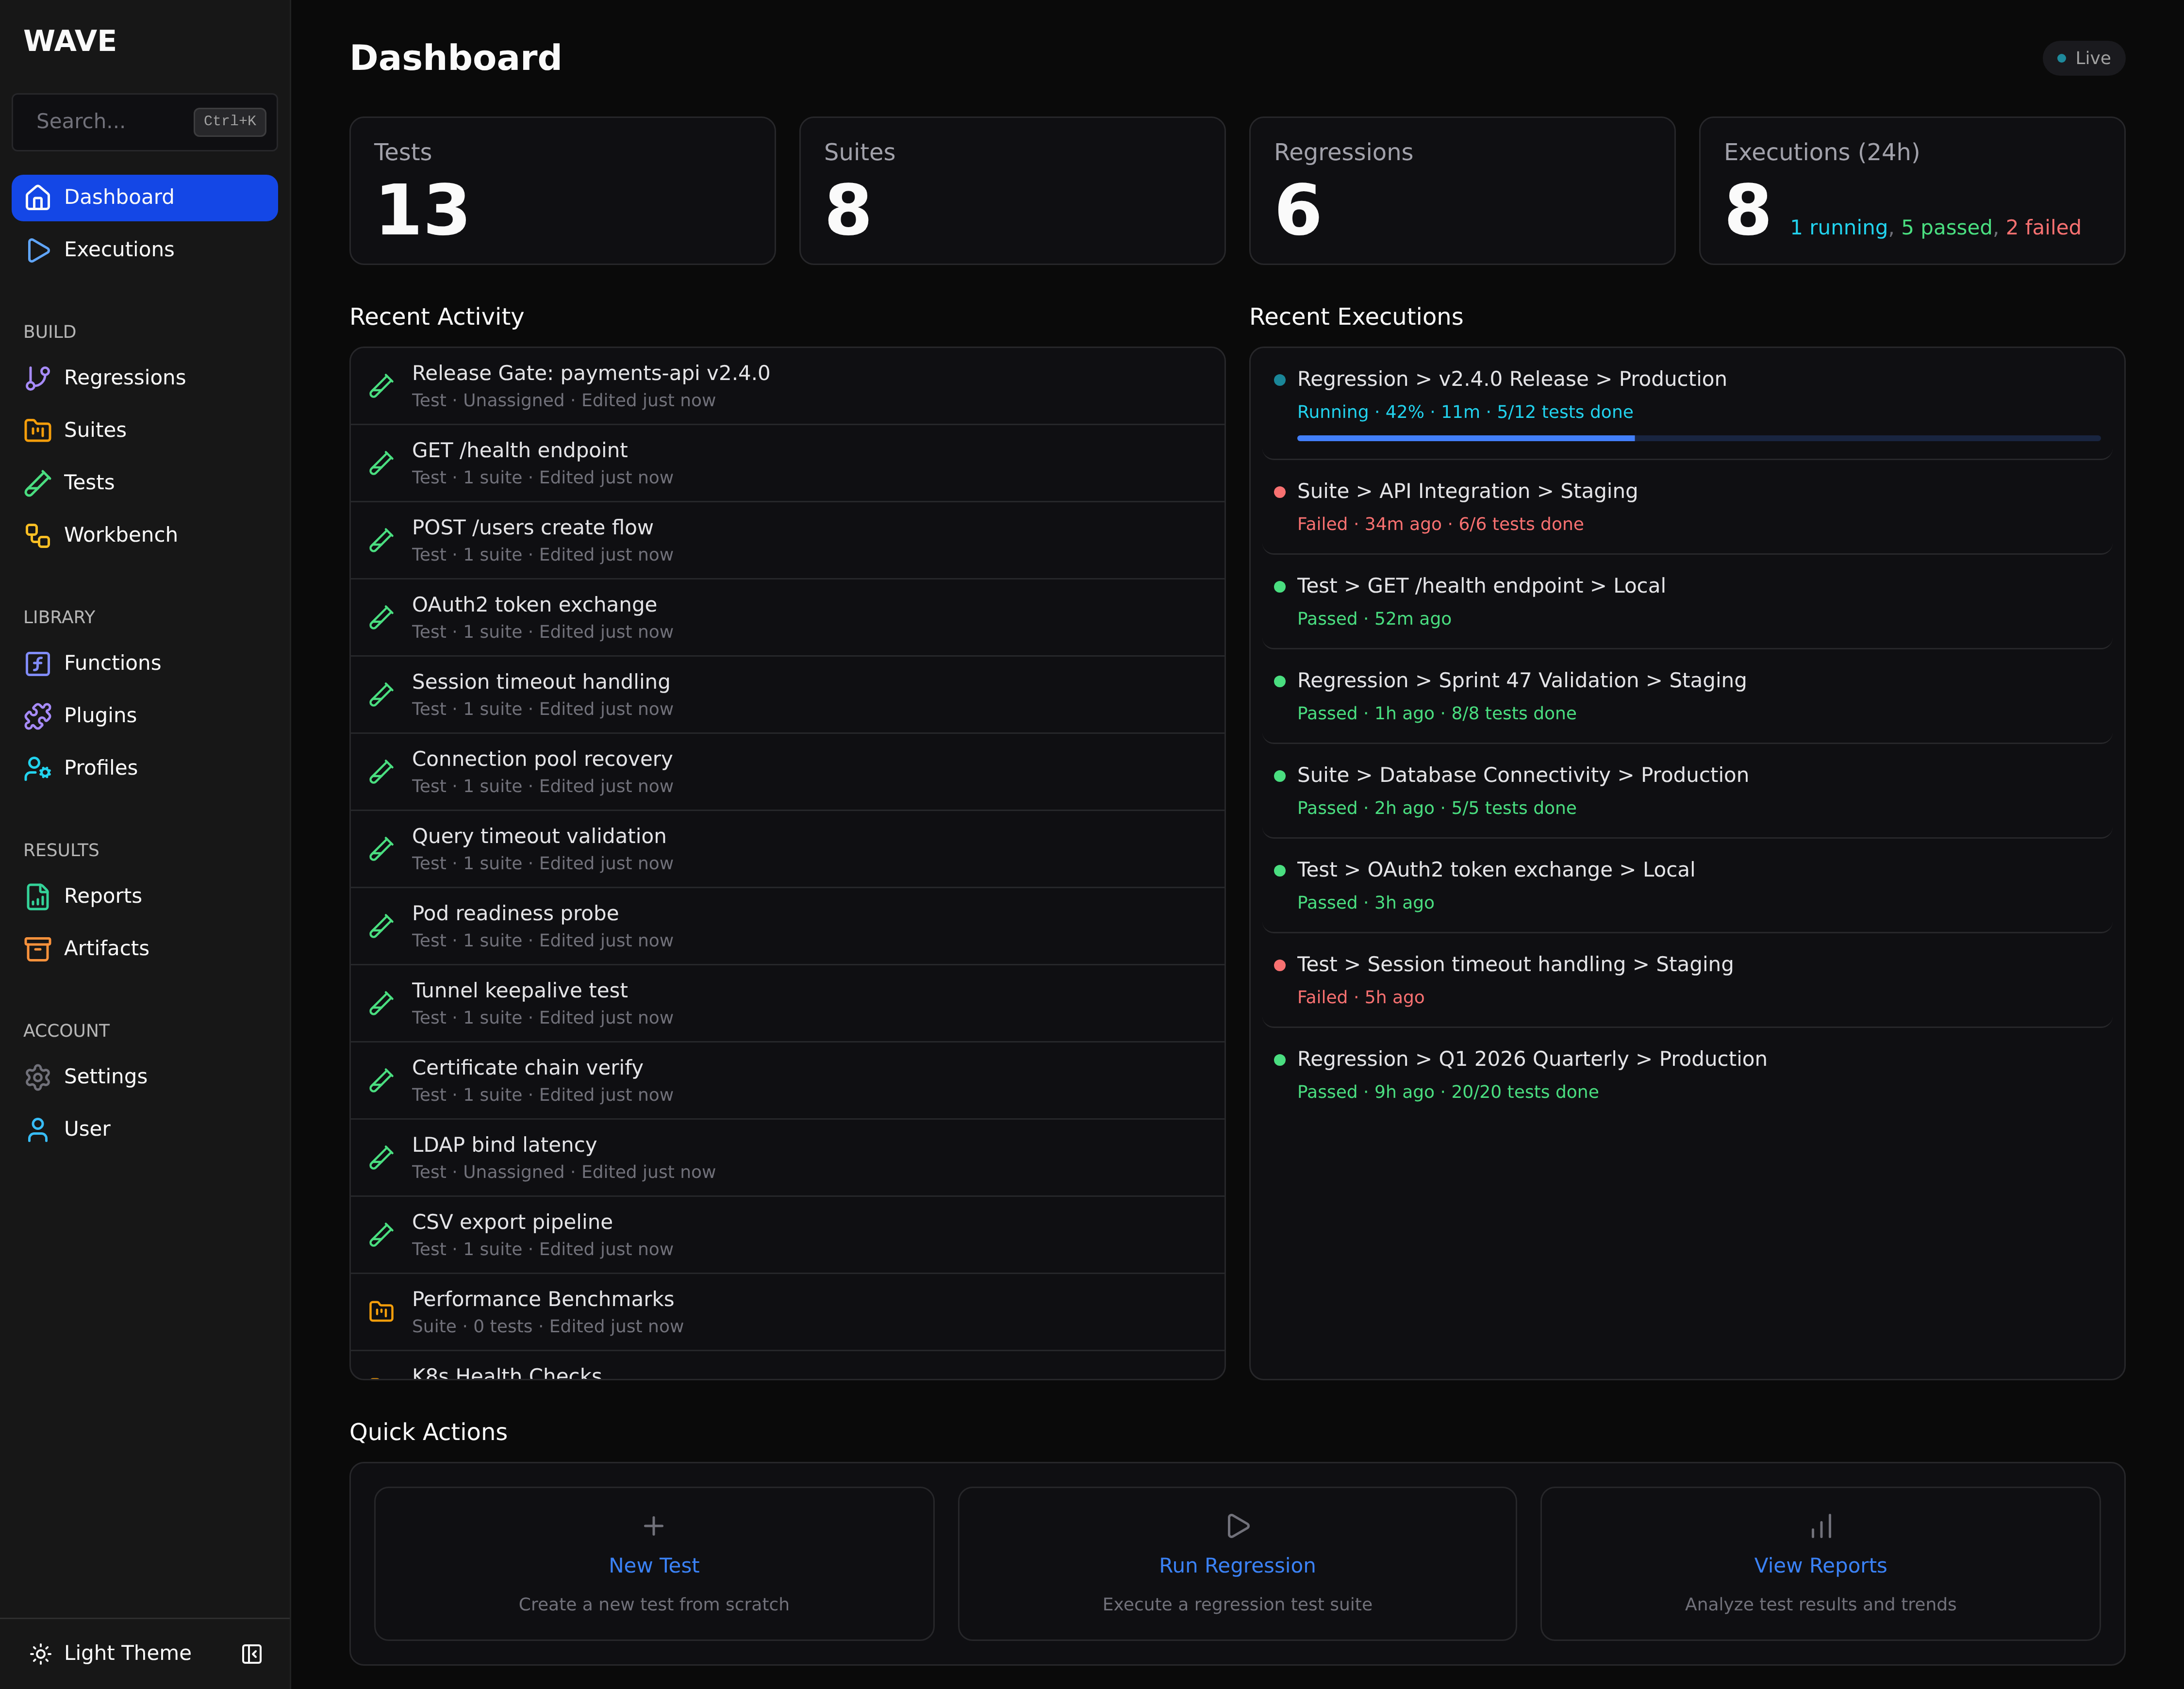 WAVE
Search...
Ctrl+K
Dashboard
Executions
BUILD
Regressions
Suites
Tests
Workbench
LIBRARY
Functions
Plugins
Profiles
RESULTS
Reports
Artifacts
ACCOUNT
Settings
User
Light Theme
Dashboard
Live
Tests
13
Suites
8
Regressions
6
Executions (24h)
8 1 running, 5 passed, 2 failed
Recent Activity
Release Gate: payments-api v2.4.0
Test · Unassigned · Edited just now
GET /health endpoint
Test · 1 suite · Edited just now
POST /users create flow
Test · 1 suite · Edited just now
OAuth2 token exchange
Test · 1 suite · Edited just now
Session timeout handling
Test · 1 suite · Edited just now
Connection pool recovery
Test · 1 suite · Edited just now
Query timeout validation
Test · 1 suite · Edited just now
Pod readiness probe
Test · 1 suite · Edited just now
Tunnel keepalive test
Test · 1 suite · Edited just now
Certificate chain verify
Test · 1 suite · Edited just now
LDAP bind latency
Test · Unassigned · Edited just now
CSV export pipeline
Test · 1 suite · Edited just now
Performance Benchmarks
Suite · 0 tests · Edited just now
K8s Health Checks
Recent Executions
Regression > v2.4.0 Release > Production
Running · 42% · 11m · 5/12 tests done
Suite > API Integration > Staging
Failed · 34m ago · 6/6 tests done
Test > GET /health endpoint > Local
Passed · 52m ago
Regression > Sprint 47 Validation > Staging
Passed · 1h ago · 8/8 tests done
Suite > Database Connectivity > Production
Passed · 2h ago · 5/5 tests done
Test > OAuth2 token exchange > Local
Passed · 3h ago
Test > Session timeout handling > Staging
Failed · 5h ago
Regression > Q1 2026 Quarterly > Production
Passed · 9h ago · 20/20 tests done
Quick Actions
New Test
Create a new test from scratch
Run Regression
Execute a regression test suite
View Reports
Analyze test results and trends